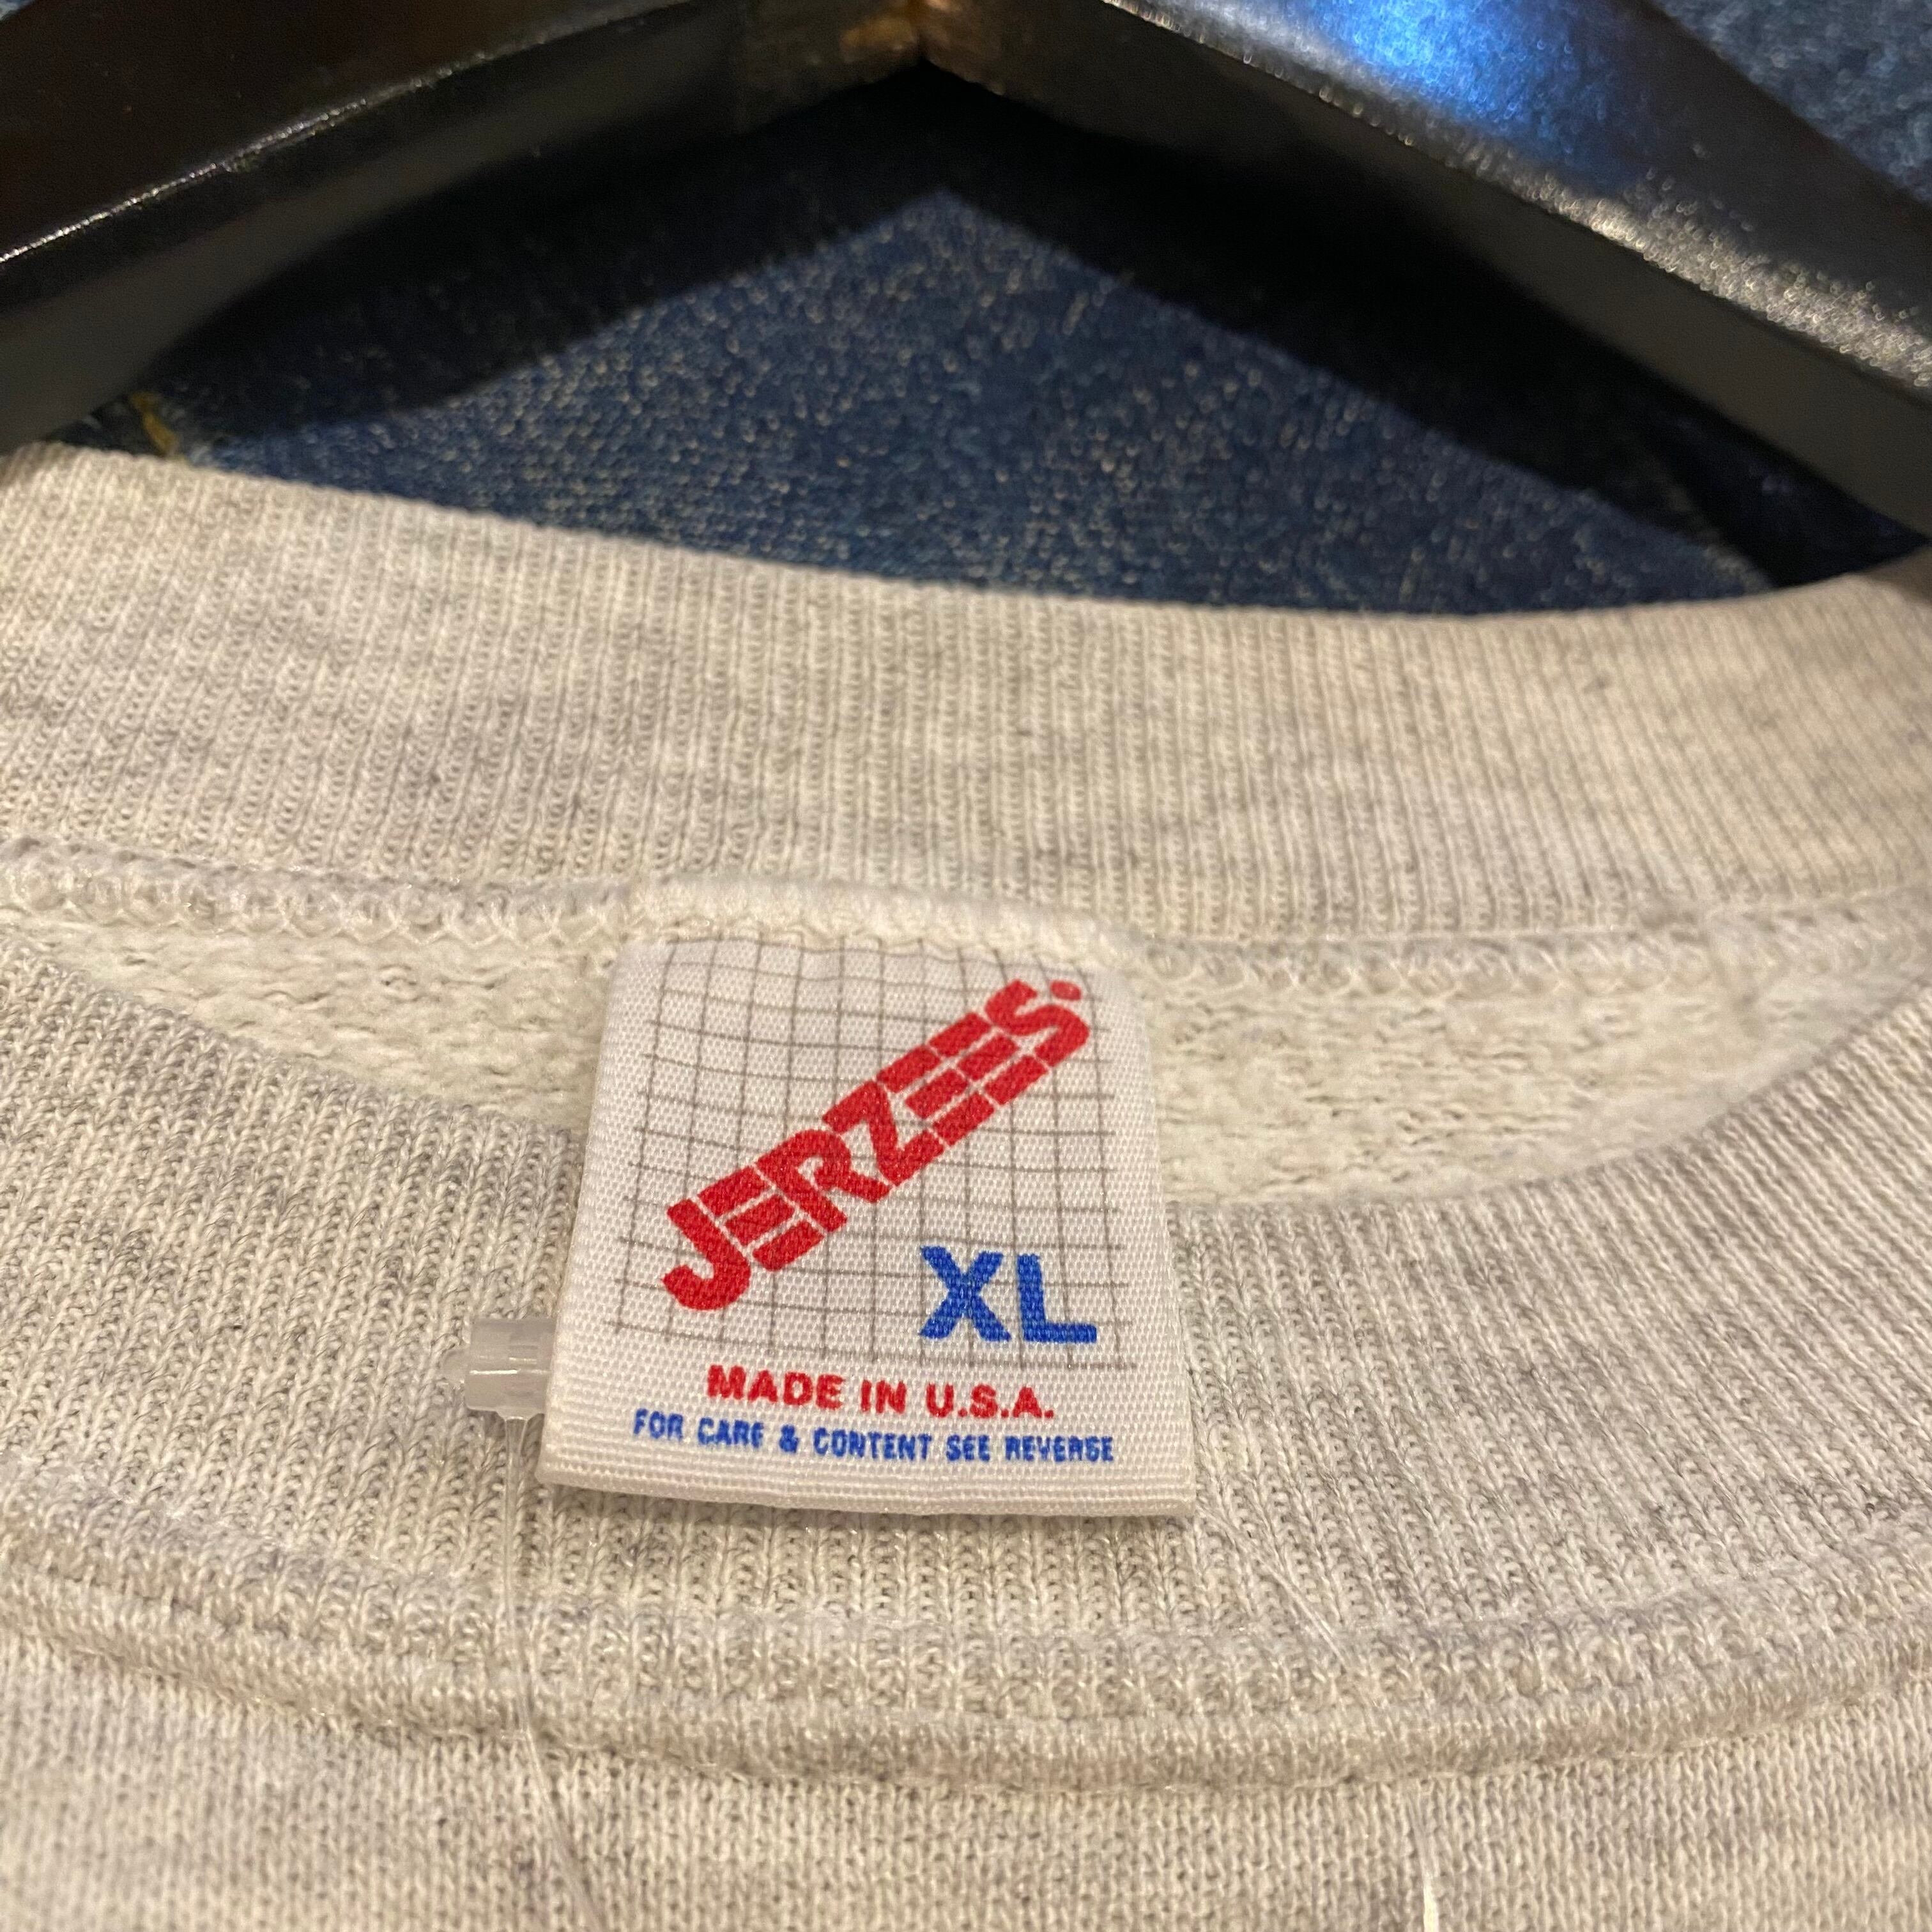 JERZEES
XL
MADE IN U.S.A.
FOR CARE & CONTENT SEE REVERSE